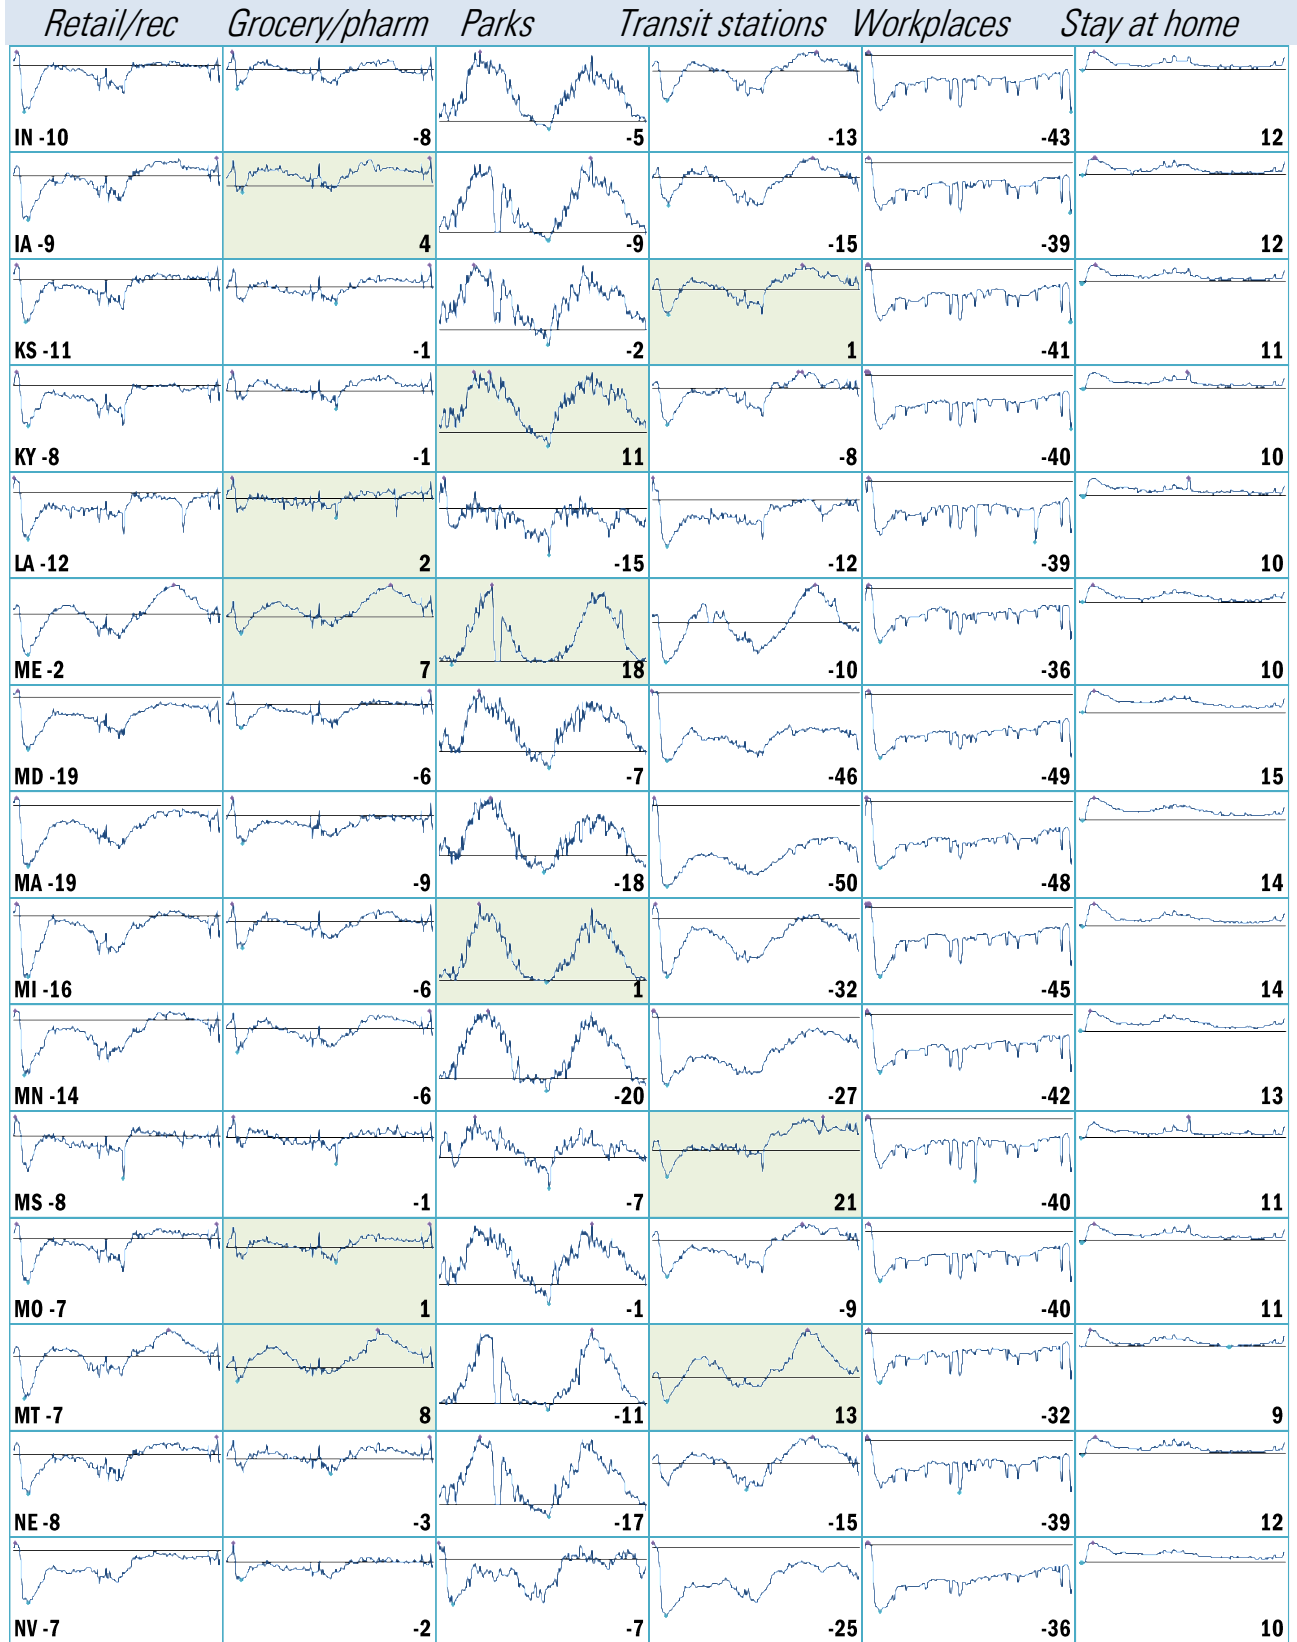 Retail/rec Grocery/pharm Parks Transit stations Workplaces Stay at home
IN -10 -8 -5 -13 -43 12
IA -9 4 -9 -15 -39 12
KS -11 -1 -2 1 -41 11
KY -8 -1 11 -8 -40 10
LA -12 2 -15 -12 -39 10
ME -2 7 18 -10 -36 10
MD -19 -6 -7 -46 -49 15
MA -19 -9 -18 -50 -48 14
MI -16 -6 1 -32 -45 14
MN -14 -6 -20 -27 -42 13
MS -8 -1 -7 21 -40 11
MO -7 1 -1 -9 -40 11
MT -7 8 -11 13 -32 9
NE -8 -3 -17 -15 -39 12
NV -7 -2 -7 -25 -36 10